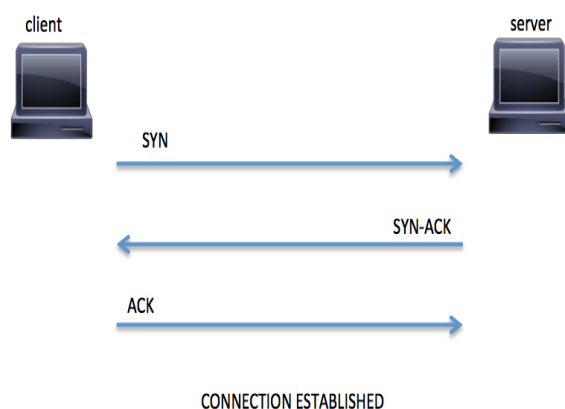 client
server
SYN
SYN-ACK
ACK
CONNECTION ESTABLISHED